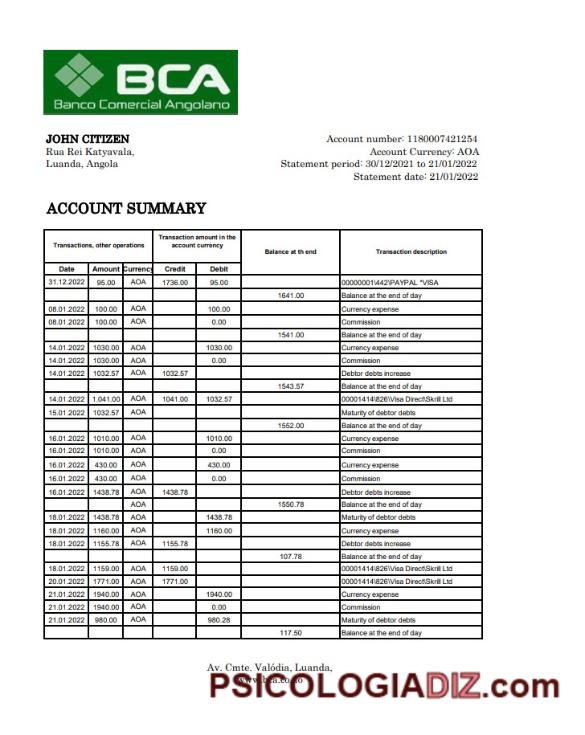 BCA
Banco Comercial Angolano
JOHN CITIZEN
Rua Rei Katyavala,
Luanda, Angola
Account number: 1180007421254
Account Currency: AOA
Statement period: 30/12/2021 to 21/01/2022
Statement date: 21/01/2022
ACCOUNT SUMMARY
Transactions, other operations Transaction amount in the account currency Balance at th end Transaction description
Date Amount Currency Credit Debit
31.12.2022 95.00 AOA 1736.00 95.00 00000001\442\PAYPAL *VISA
1641.00 Balance at the end of day
08.01.2022 100.00 AOA 100.00 Currency expense
08.01.2022 100.00 AOA 0.00 Commission
1541.00 Balance at the end of day
14.01.2022 1030.00 AOA 1030.00 Currency expense
14.01.2022 1030.00 AOA 0.00 Commission
14.01.2022 1032.57 AOA 1032.57 Debtor debts increase
1543.57 Balance at the end of day
14.01.2022 1.041.00 AOA 1041.00 1032.57 00001414\826\Visa Direct\Skrill Ltd
15.01.2022 1032.57 AOA Maturity of debtor debts
1552.00 Balance at the end of day
16.01.2022 1010.00 AOA 1010.00 Currency expense
16.01.2022 1010.00 AOA 0.00 Commission
16.01.2022 430.00 AOA 430.00 Currency expense
16.01.2022 430.00 AOA 0.00 Commission
16.01.2022 1438.78 AOA 1438.78 Debtor debts increase
AOA 1550.78 Balance at the end of day
18.01.2022 1438.78 AOA 1438.78 Maturity of debtor debts
18.01.2022 1160.00 AOA 1160.00 Currency expense
18.01.2022 1155.78 AOA 1155.78 Debtor debts increase
107.78 Balance at the end of day
18.01.2022 1159.00 AOA 1159.00 00001414\826\Visa Direct\Skrill Ltd
20.01.2022 1771.00 AOA 1771.00 00001414\826\Visa Direct\Skrill Ltd
21.01.2022 1940.00 AOA 1940.00 Currency expense
21.01.2022 1940.00 AOA 0.00 Commission
21.01.2022 980.00 AOA 980.28 Maturity of debtor debts
117.50 Balance at the end of day
Av. Cmte. Valódia, Luanda,
PSICOLOGIADIZ.com